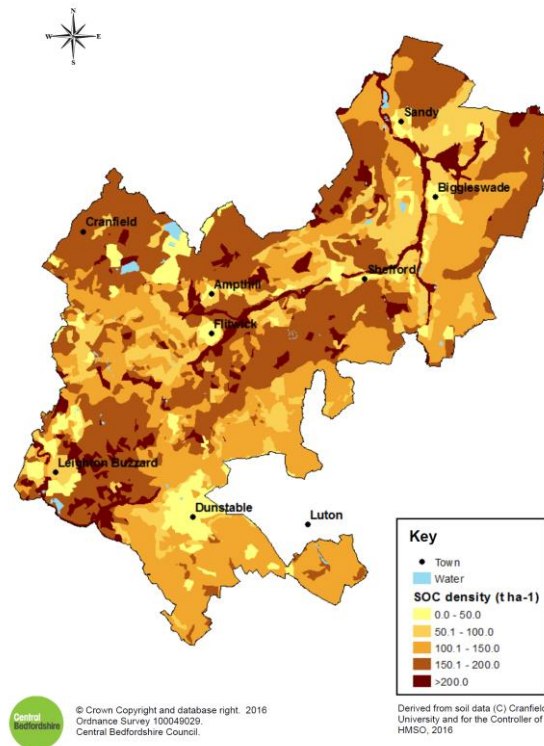 N
W E
S
Sandy
Biggleswade
Cranfield
Ampthill
Shefford
Flitwick
Leighton Buzzard
Dunstable
Luton
Key
Town
Water
SOC density (t ha-1)
0.0 - 50.0
50.1 - 100.0
100.1 - 150.0
150.1 - 200.0
>200.0
Central
Bedfordshire
© Crown Copyright and database right. 2016
Ordnance Survey 100049029.
Central Bedfordshire Council.
Derived from soil data (C) Cranfield
University and for the Controller of
HMSO, 2016